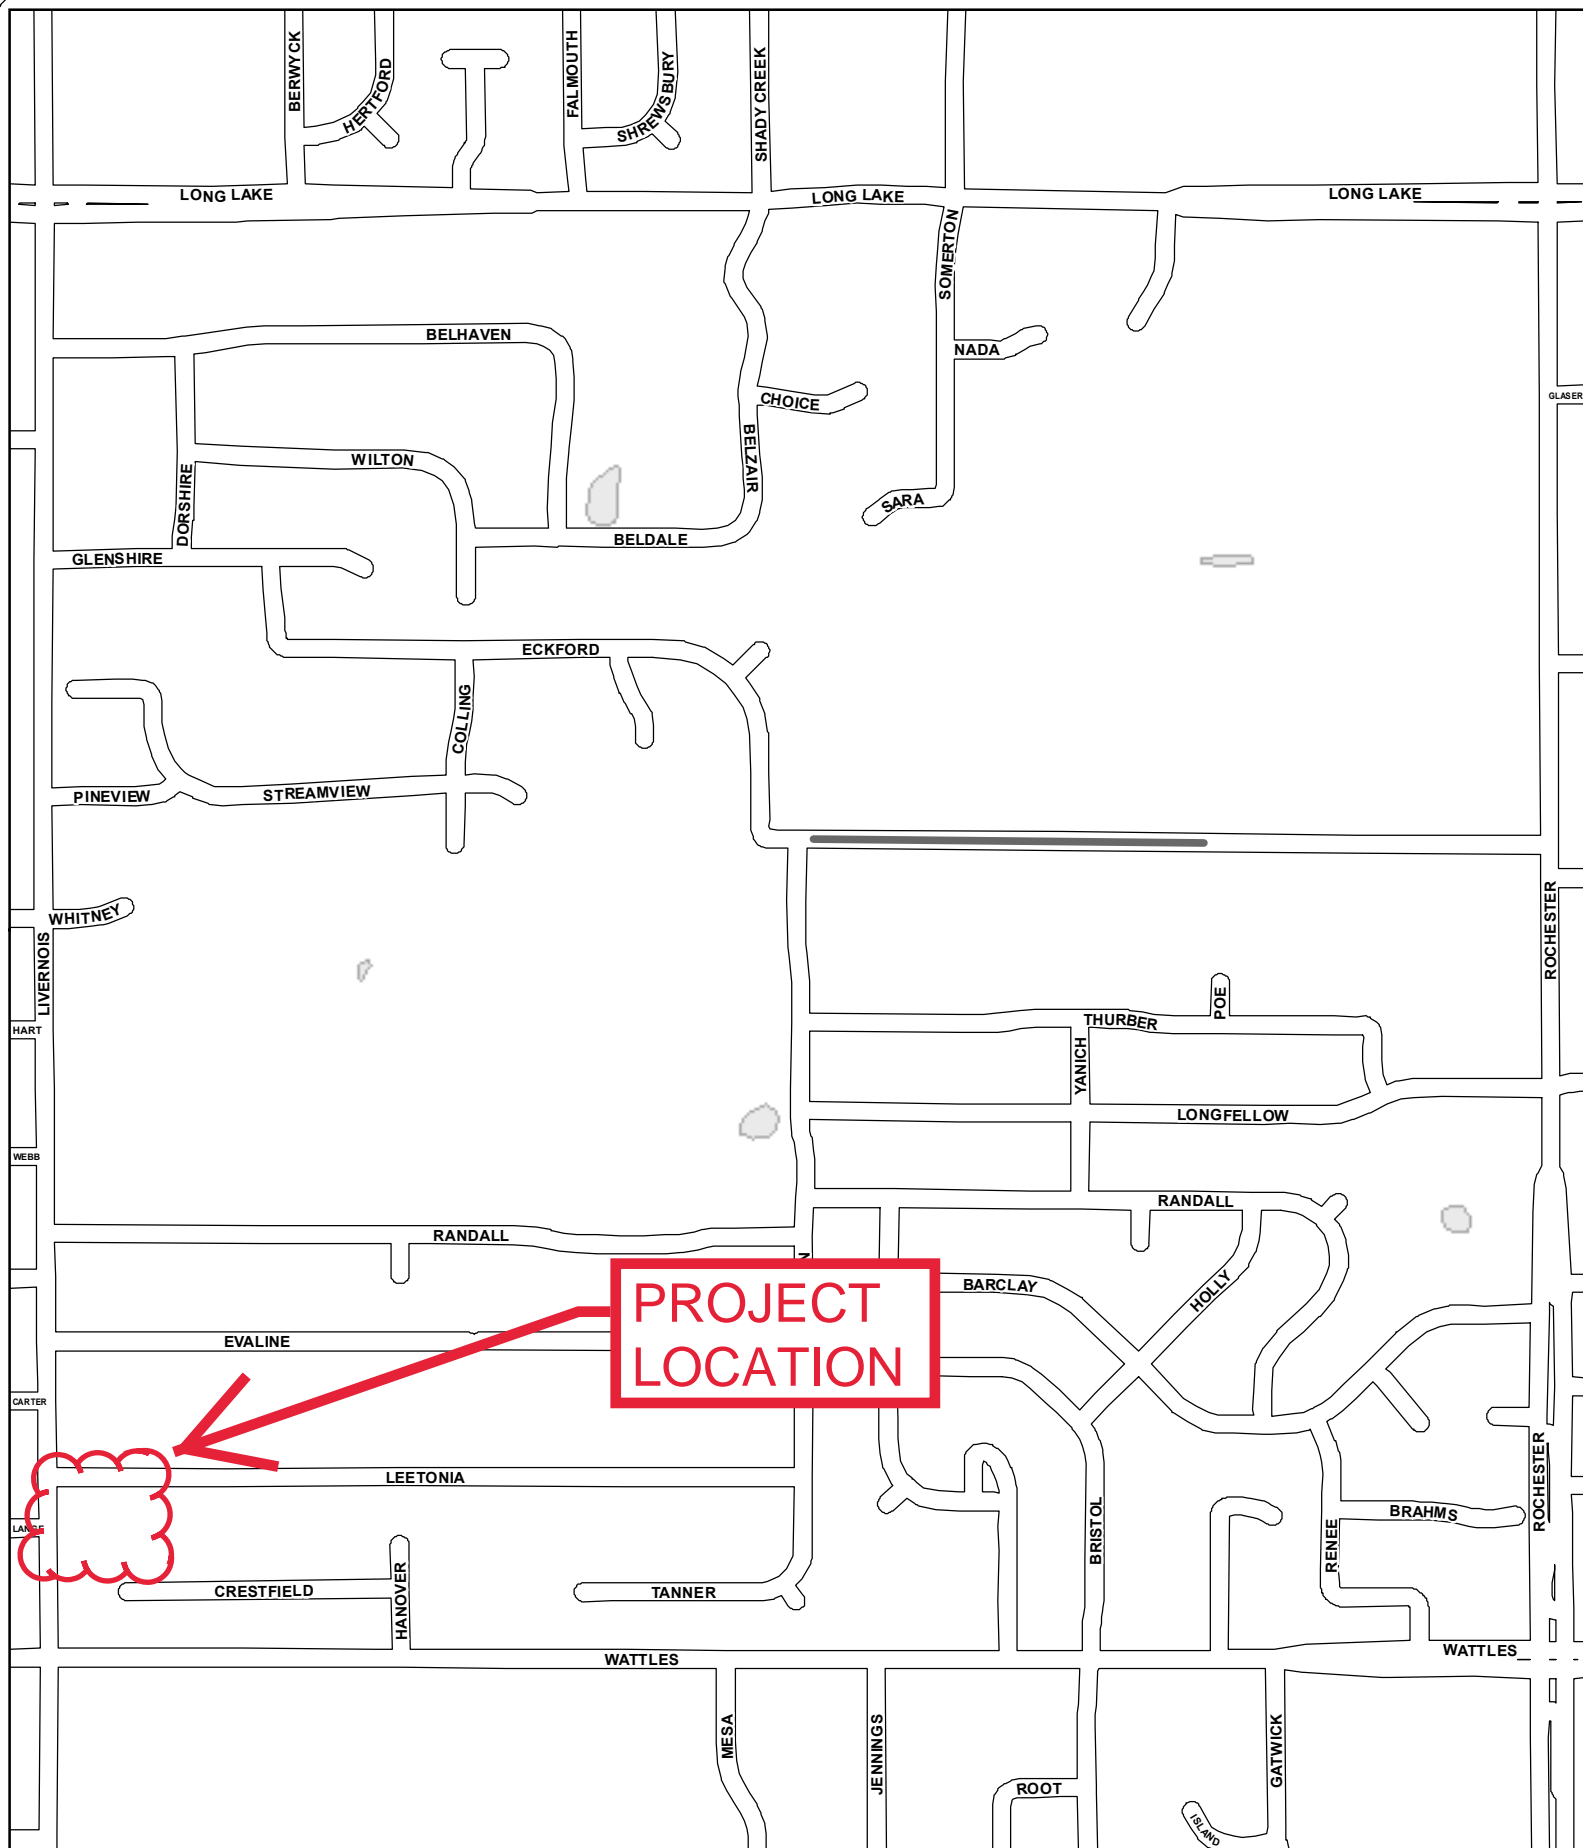 BERWYCK
HERTFORD
FALMOUTH
SHREWSBURY
SHADY CREEK
LONG LAKE
LONG LAKE
LONG LAKE
SOMERTON
BELHAVEN
NADA
CHOICE
GLASER
BELZAIR
WILTON
DORSHIRE
SARA
BELDALE
GLENSHIRE
ECKFORD
COLLING
PINEVIEW
STREAMVIEW
WHITNEY
LIVERNOIS
ROCHESTER
HART
POE
THURBER
YANICH
LONGFELLOW
WEBB
RANDALL
RANDALL
N
BARCLAY
HOLLY
PROJECT
LOCATION
EVALINE
CARTER
LEETONIA
LANGE
BRISTOL
BRAHMS
ROCHESTER
RENEE
CRESTFIELD
HANOVER
TANNER
WATTLES
WATTLES
MESA
JENNINGS
GATWICK
ROOT
ISLAND